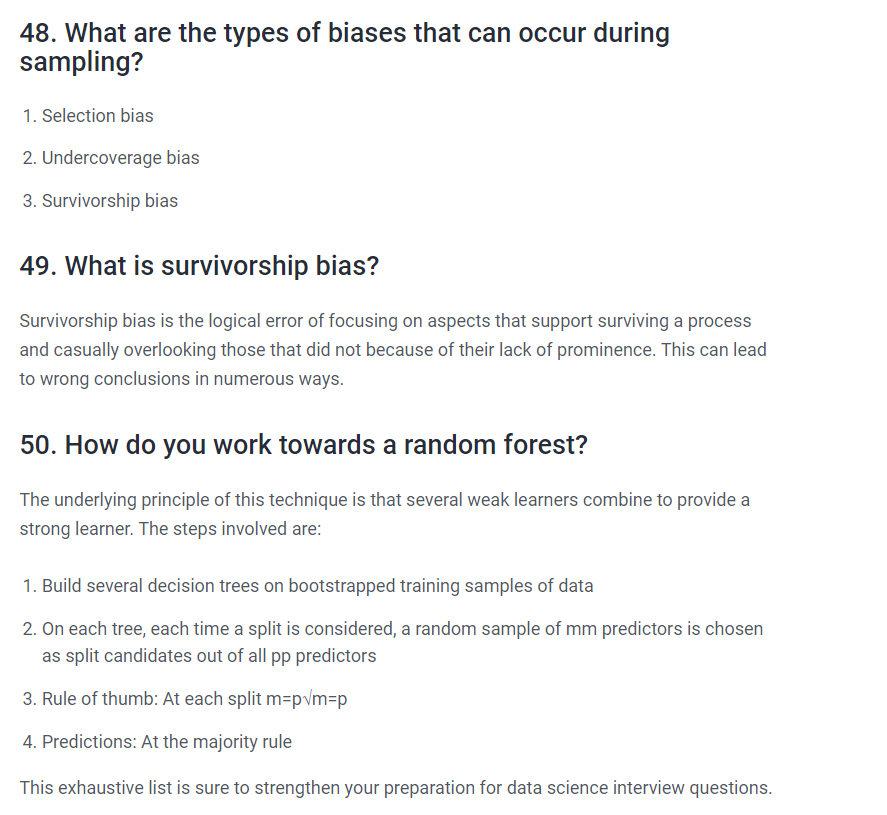 48. What are the types of biases that can occur during
sampling?
1. Selection bias
2. Undercoverage bias
3. Survivorship bias
49. What is survivorship bias?
Survivorship bias is the logical error of focusing on aspects that support surviving a process
and casually overlooking those that did not because of their lack of prominence. This can lead
to wrong conclusions in numerous ways.
50. How do you work towards a random forest?
The underlying principle of this technique is that several weak learners combine to provide a
strong learner. The steps involved are:
1. Build several decision trees on bootstrapped training samples of data
2. On each tree, each time a split is considered, a random sample of mm predictors is chosen
as split candidates out of all pp predictors
3. Rule of thumb: At each split m=p√m=p
4. Predictions: At the majority rule
This exhaustive list is sure to strengthen your preparation for data science interview questions.